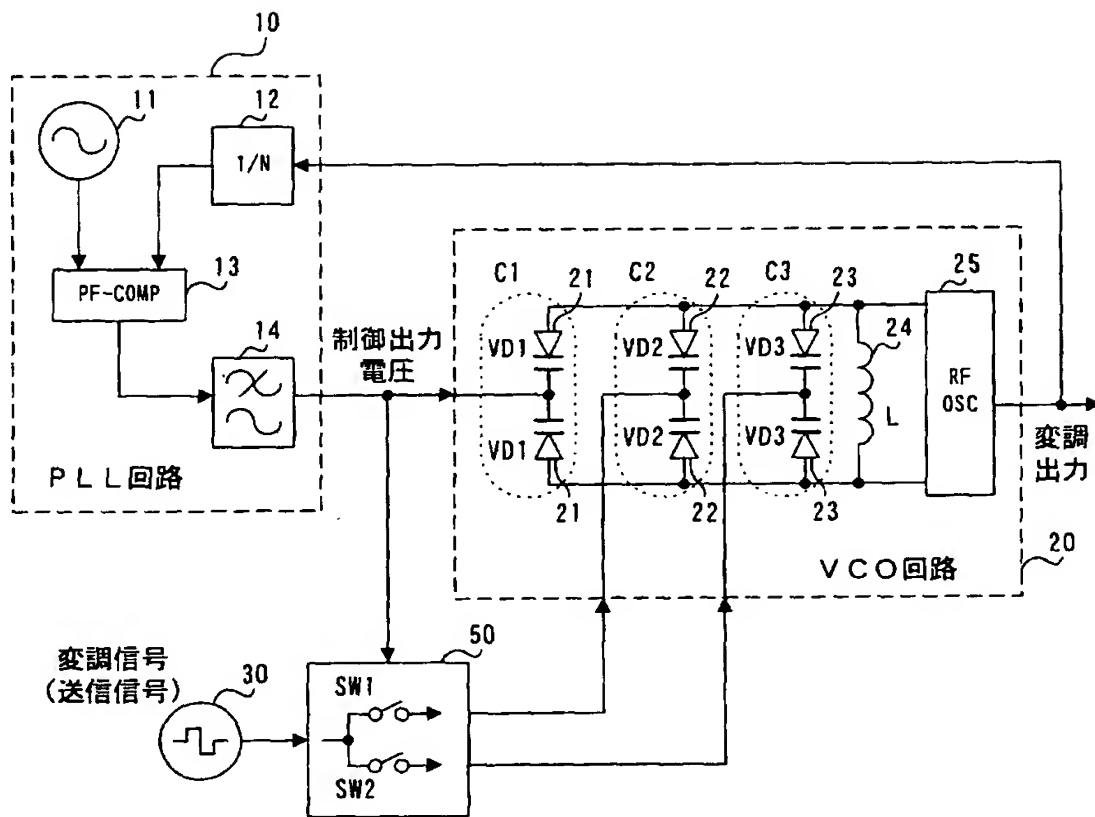 10
11
12
1/N
13
PF-COMP
14
PLL回路
制御出力
電圧
C1
21
C2
22
C3
23
25
VD1
VD2
VD3
24
RF
OSC
L
VD1
VD2
VD3
21
22
23
変調
出力
20
VCO回路
変調信号
(送信信号)
30
50
SW1
SW2